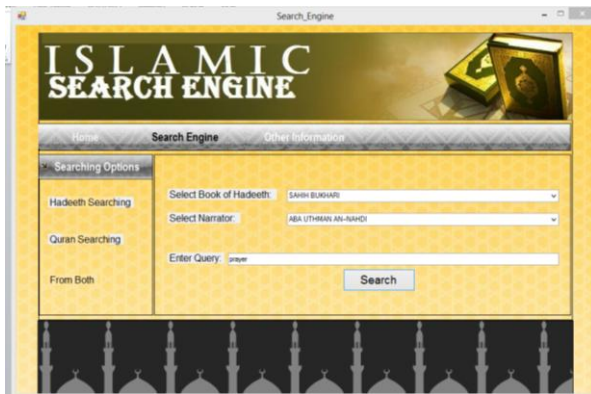 Search_Engine
ISLAMIC
SEARCH ENGINE
Home Search Engine Other Information
Searching Options
Hadeeth Searching
Quran Searching
From Both
Select Book of Hadeeth: SAHIH BUKHARI
Select Narrator: ABA UTHMAN AN-NAHDI
Enter Query: prayer
Search